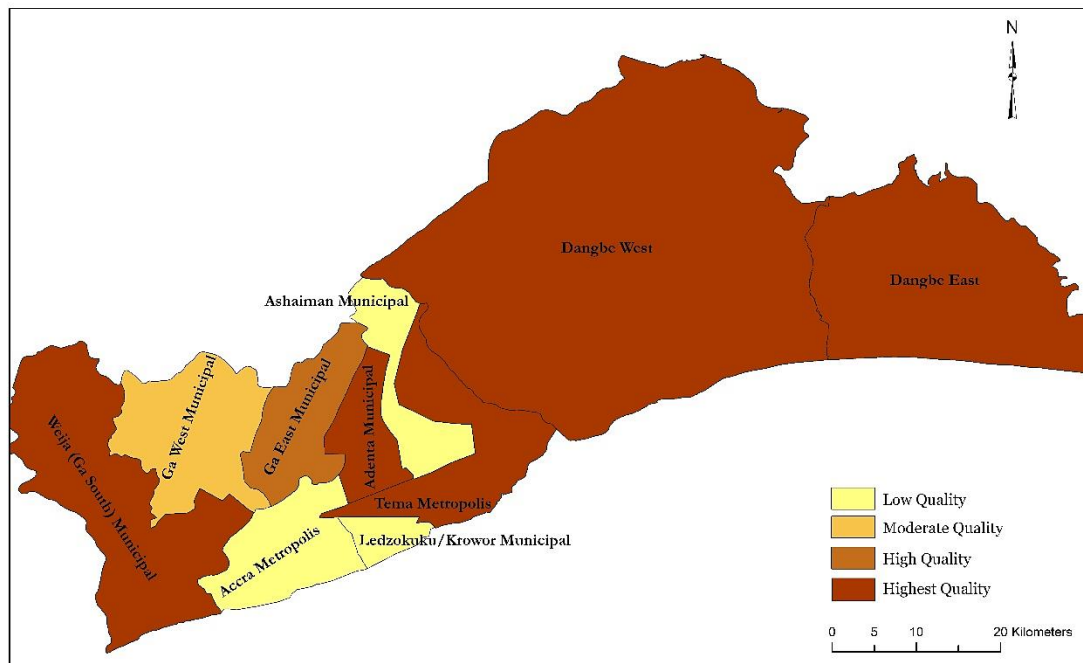 N
Dangbe West
Dangbe East
Ashaiman Municipal
Weija (Ga South) Municipal
Ga West Municipal
Ga East Municipal
Adenta Municipal
Tema Metropolis
Accra Metropolis
Ledzokuku/Krowor Municipal
Low Quality
Moderate Quality
High Quality
Highest Quality
0 5 10 20 Kilometers